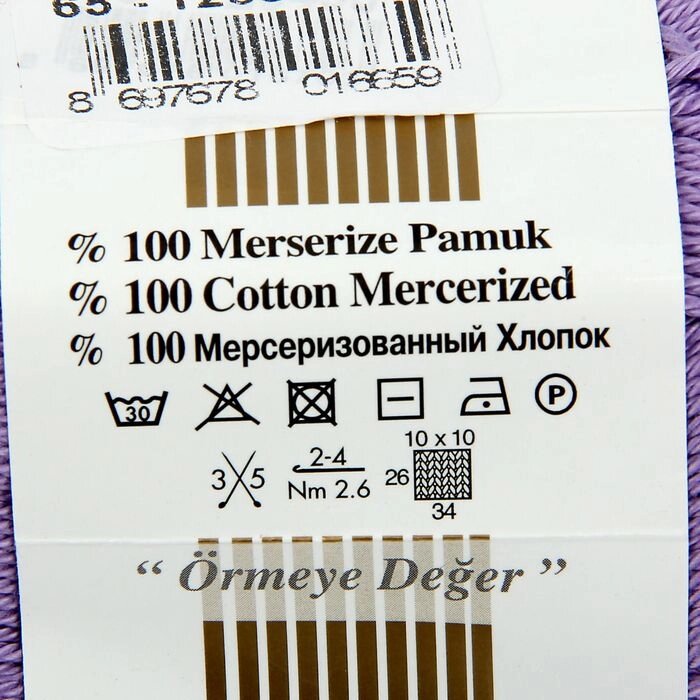 8 697678 016659
% 100 Merserize Pamuk
% 100 Cotton Mercerized
% 100 Мерсеризованный Хлопок
30 P
10 x 10
3 5 2-4 26
Nm 2.6
34
“ Örmeye Değer ”